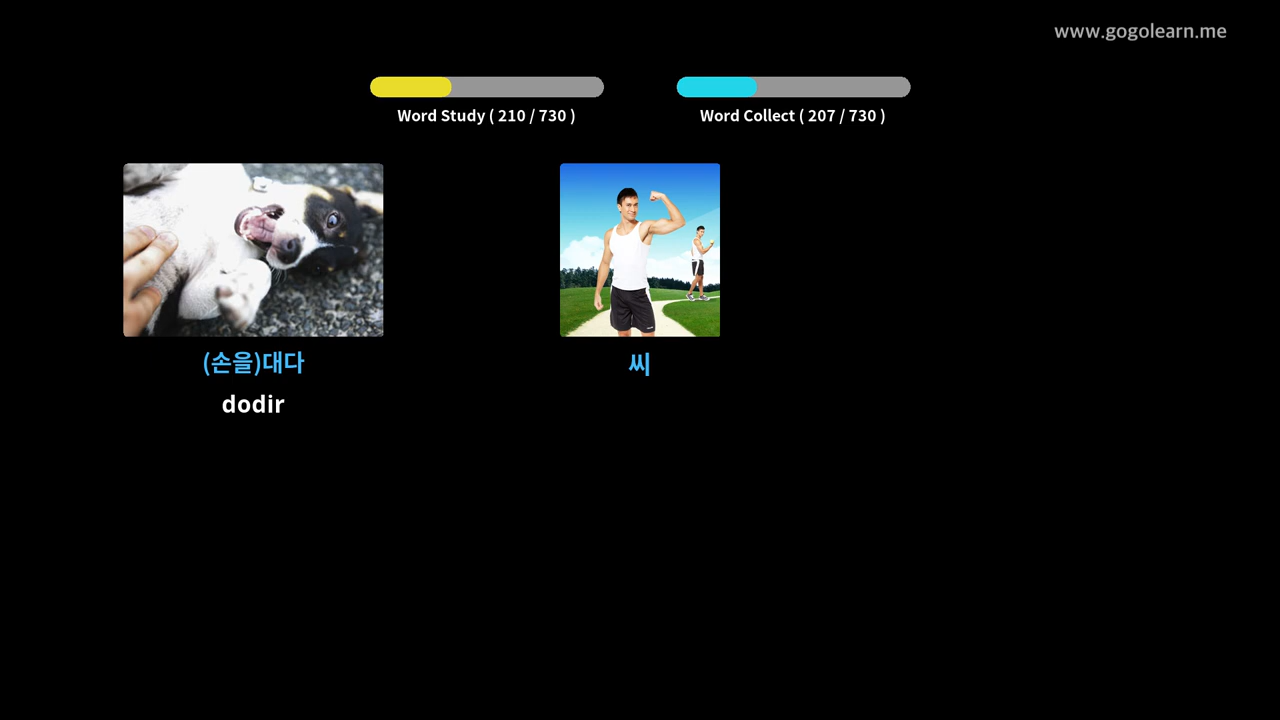 www.gogolearn.me
Word Study ( 210 / 730 )
Word Collect ( 207 / 730 )
(손을)대다
씨
dodir